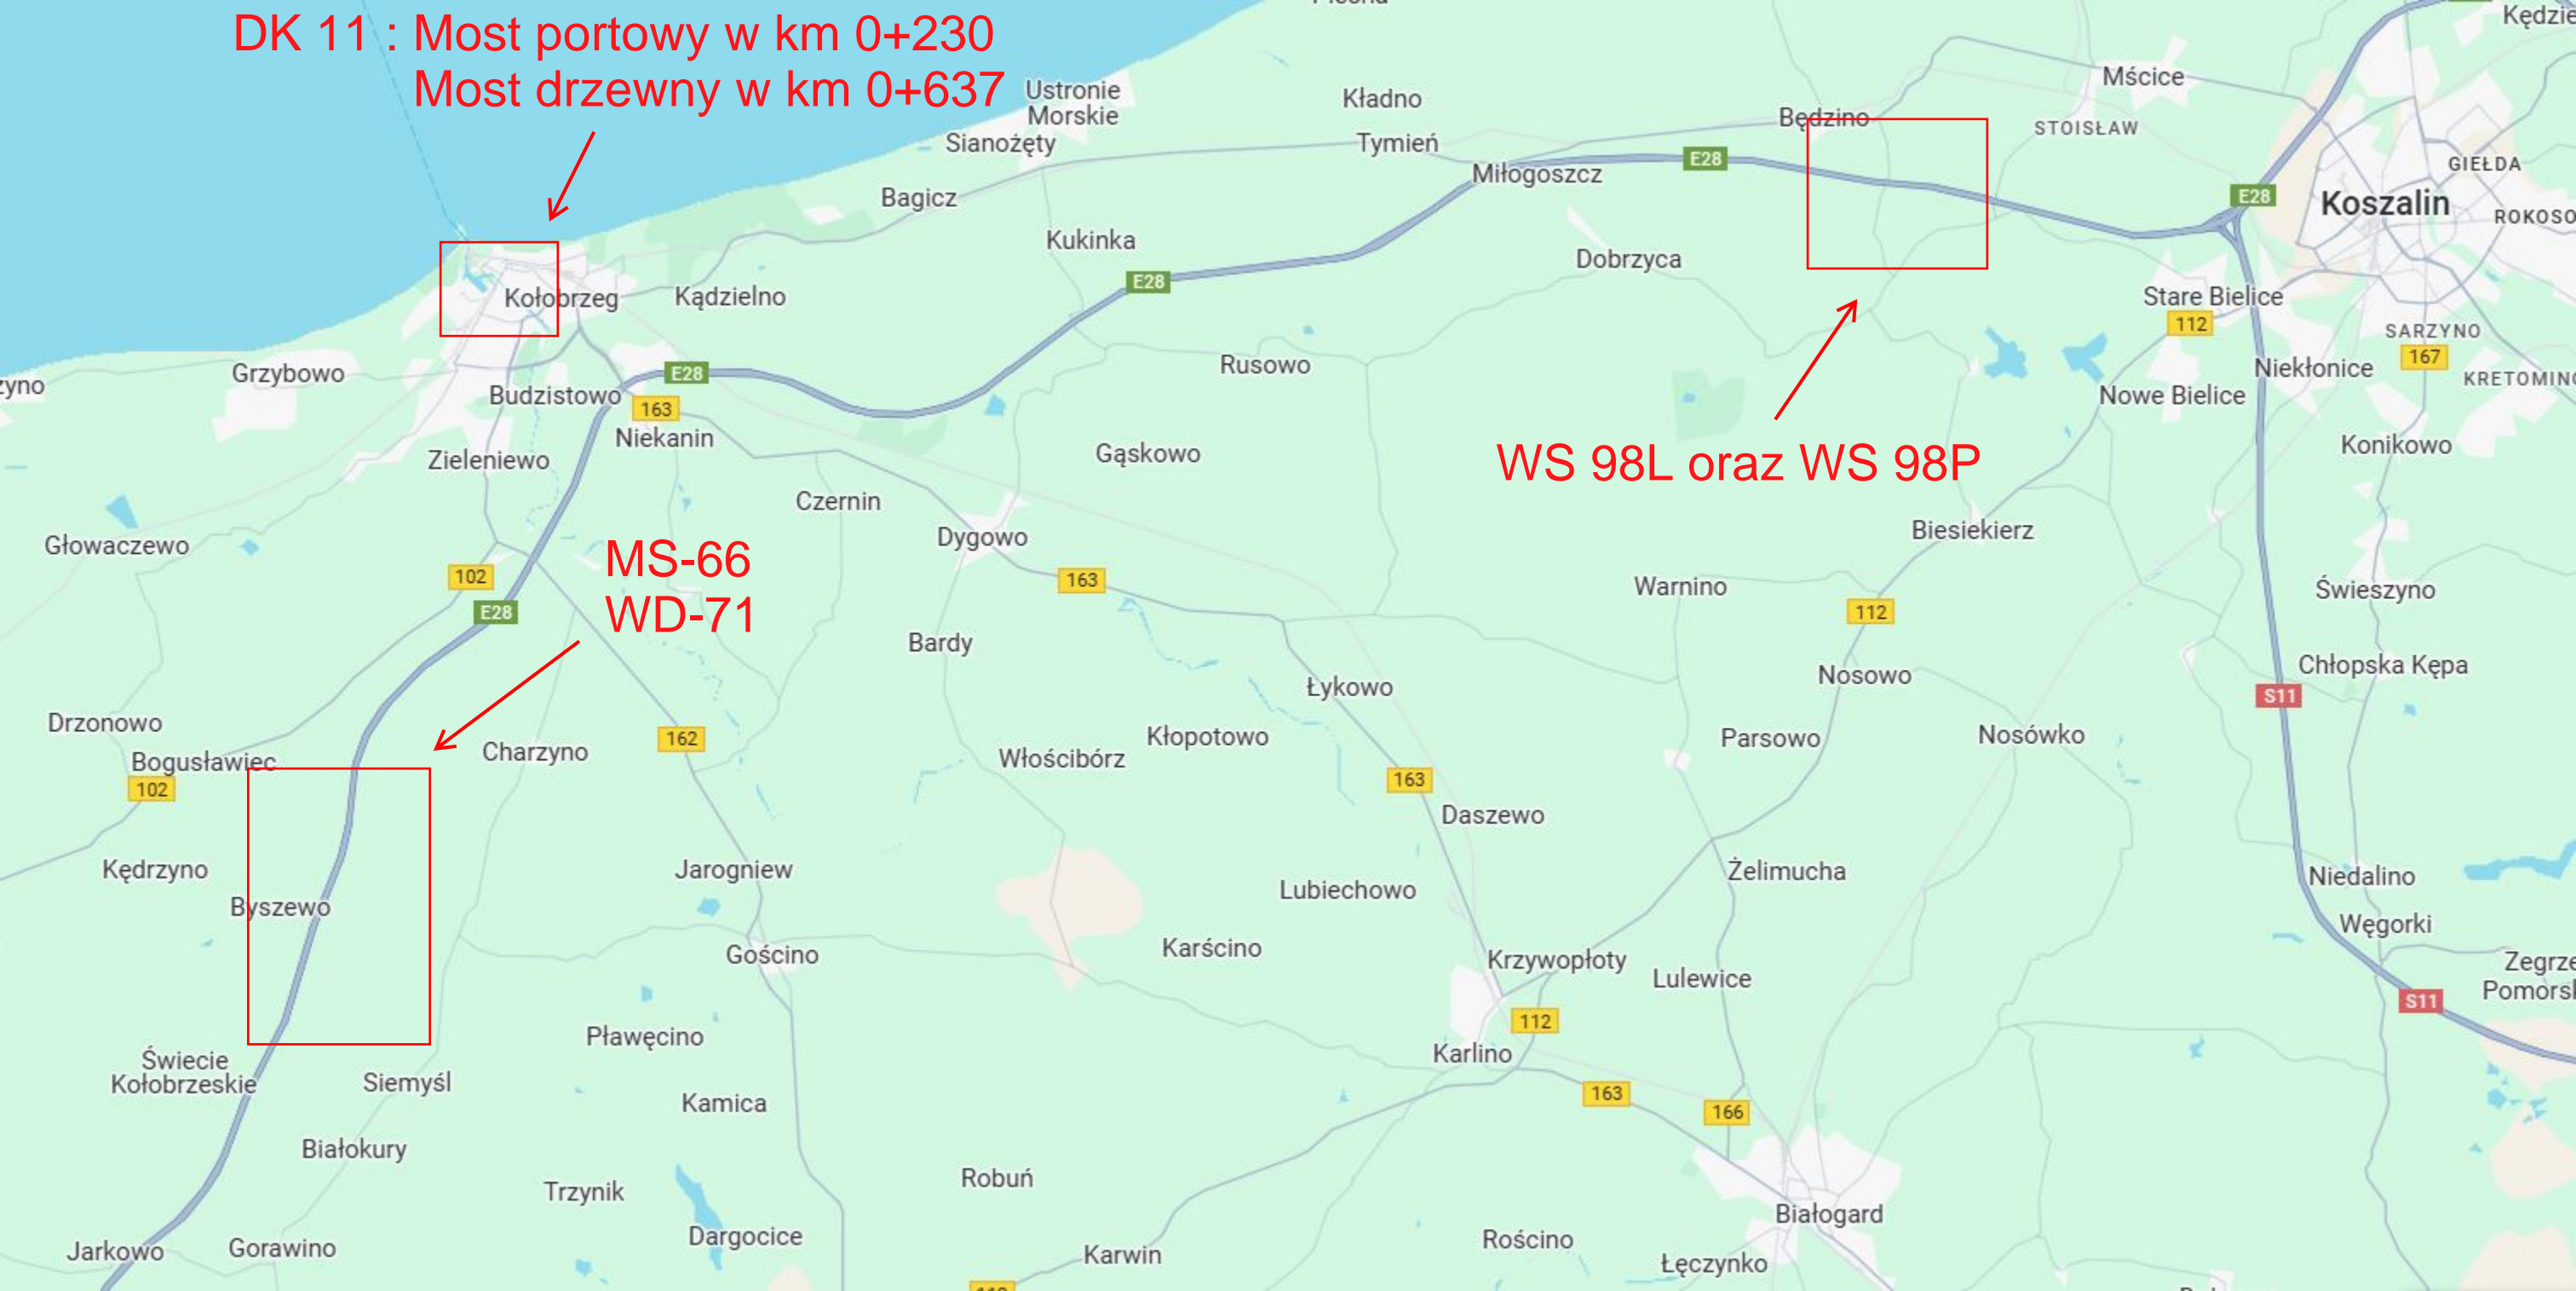 DK 11 : Most portowy w km 0+230
Most drzewny w km 0+637
Ustronie
Morskie
Sianożęty
Kładno
Tymień
Będzino
Mścice
STOISŁAW
GIEŁDA
Miłogoszcz
E28
E28
Koszalin
Bagicz
Kukinka
Dobrzyca
E28
Kołobrzeg
Kądzielno
Stare Bielice
112
SARZYNO
167
Niekłonice
Grzybowo
Budzistowo
E28
163
Niekanin
Rusowo
Nowe Bielice
Zieleniewo
Gąskowo
WS 98L oraz WS 98P
Konikowo
Czernin
Dygowo
Biesiekierz
Głowaczewo
MS-66
WD-71
102
E28
163
Warnino
112
Świeszyno
Bardy
Łykowo
Nosowo
Chłopska Kępa
S11
Drzonowo
Bogusławiec
102
Charzyno
162
Włościbórz
Kłopotowo
163
Parsowo
Nosówko
Daszewo
Kędrzyno
Byszewo
Jarogniew
Lubiechowo
Żelimucha
Niedalino
Węgorki
Gościno
Karścino
Krzywopłoty
Lulewice
S11
112
Pławęcino
Karlino
Świecie
Kołobrzeskie
Siemyśl
Kamica
163
166
Białokury
Trzynik
Robuń
Białogard
Jarkowo
Gorawino
Dargocice
Karwin
Rościno
Łęczynko